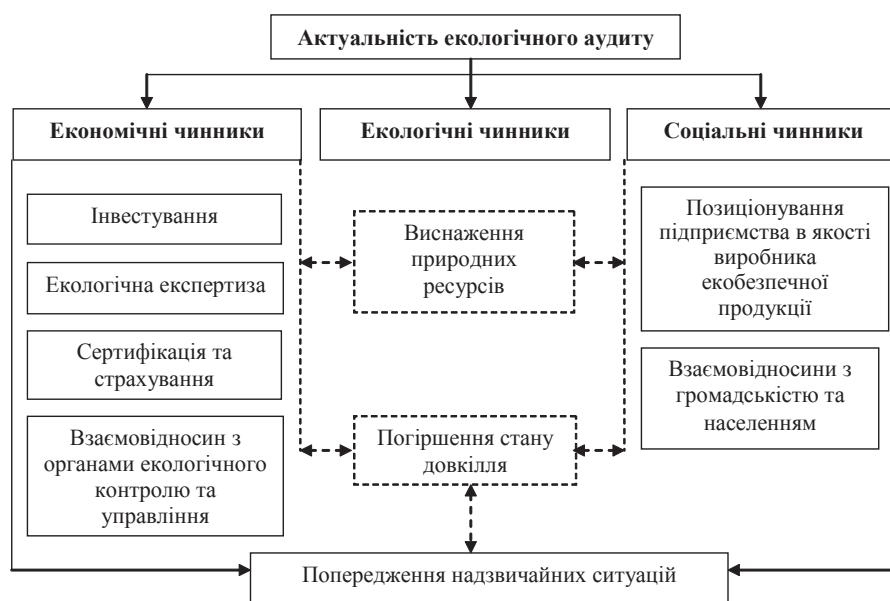 Актуальність екологічного аудиту
Економічні чинники
Екологічні чинники
Соціальні чинники
Інвестування
Екологічна експертиза
Сертифікація та
страхування
Взаємовідносин з
органами екологічного
контролю та
управління
Виснаження
природних
ресурсів
Погіршення стану
довкілля
Позиціонування
підприємства в якості
виробника
екобезпечної
продукції
Взаємовідносини з
громадськістю та
населенням
Попередження надзвичайних ситуацій